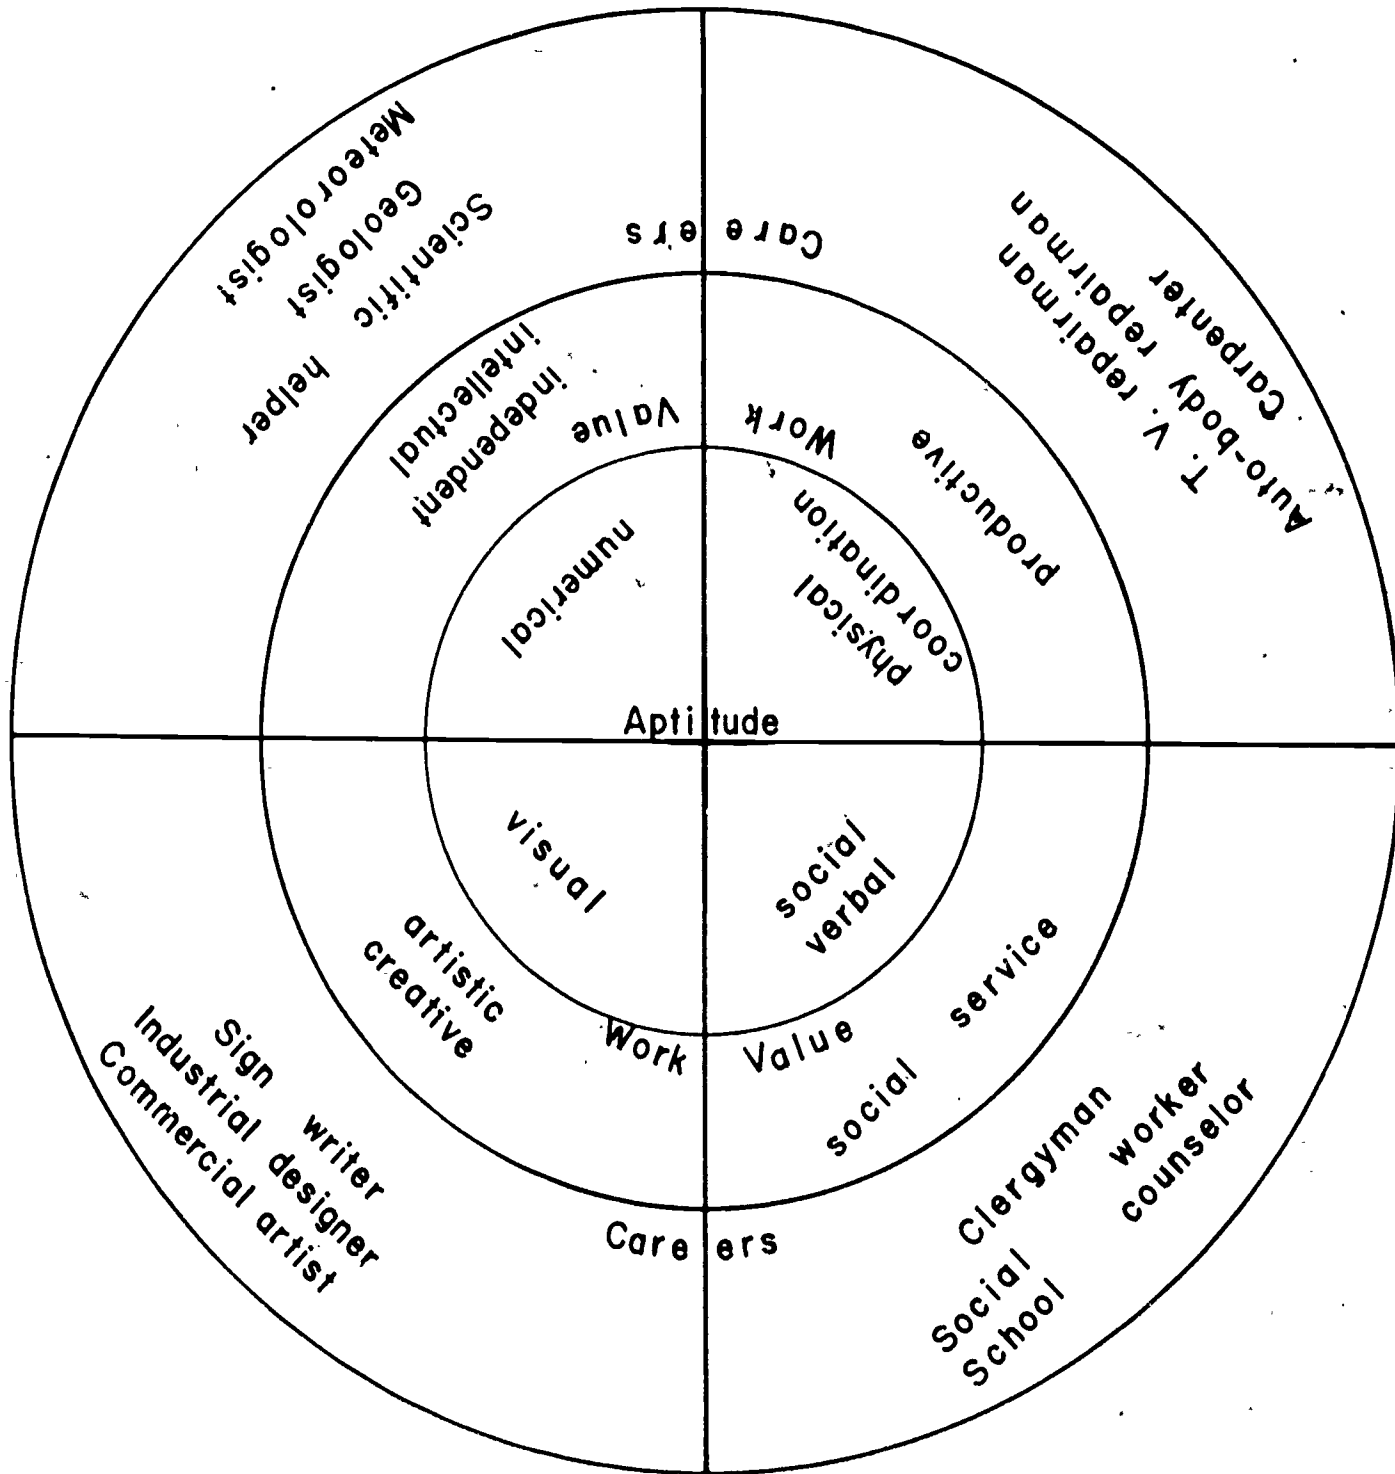 Careers
Meteorologist
Geologist
Scientific helper
Auto-body repairman
T. V. repairman
Carpenter
Work Value
intellectual
independent
productive
numerical
physical
coordination
Aptitude
visual
social
verbal
artistic
creative
social service
Work Value
Sign writer
Industrial designer
Commercial artist
Clergyman
Social worker
School counselor
Careers